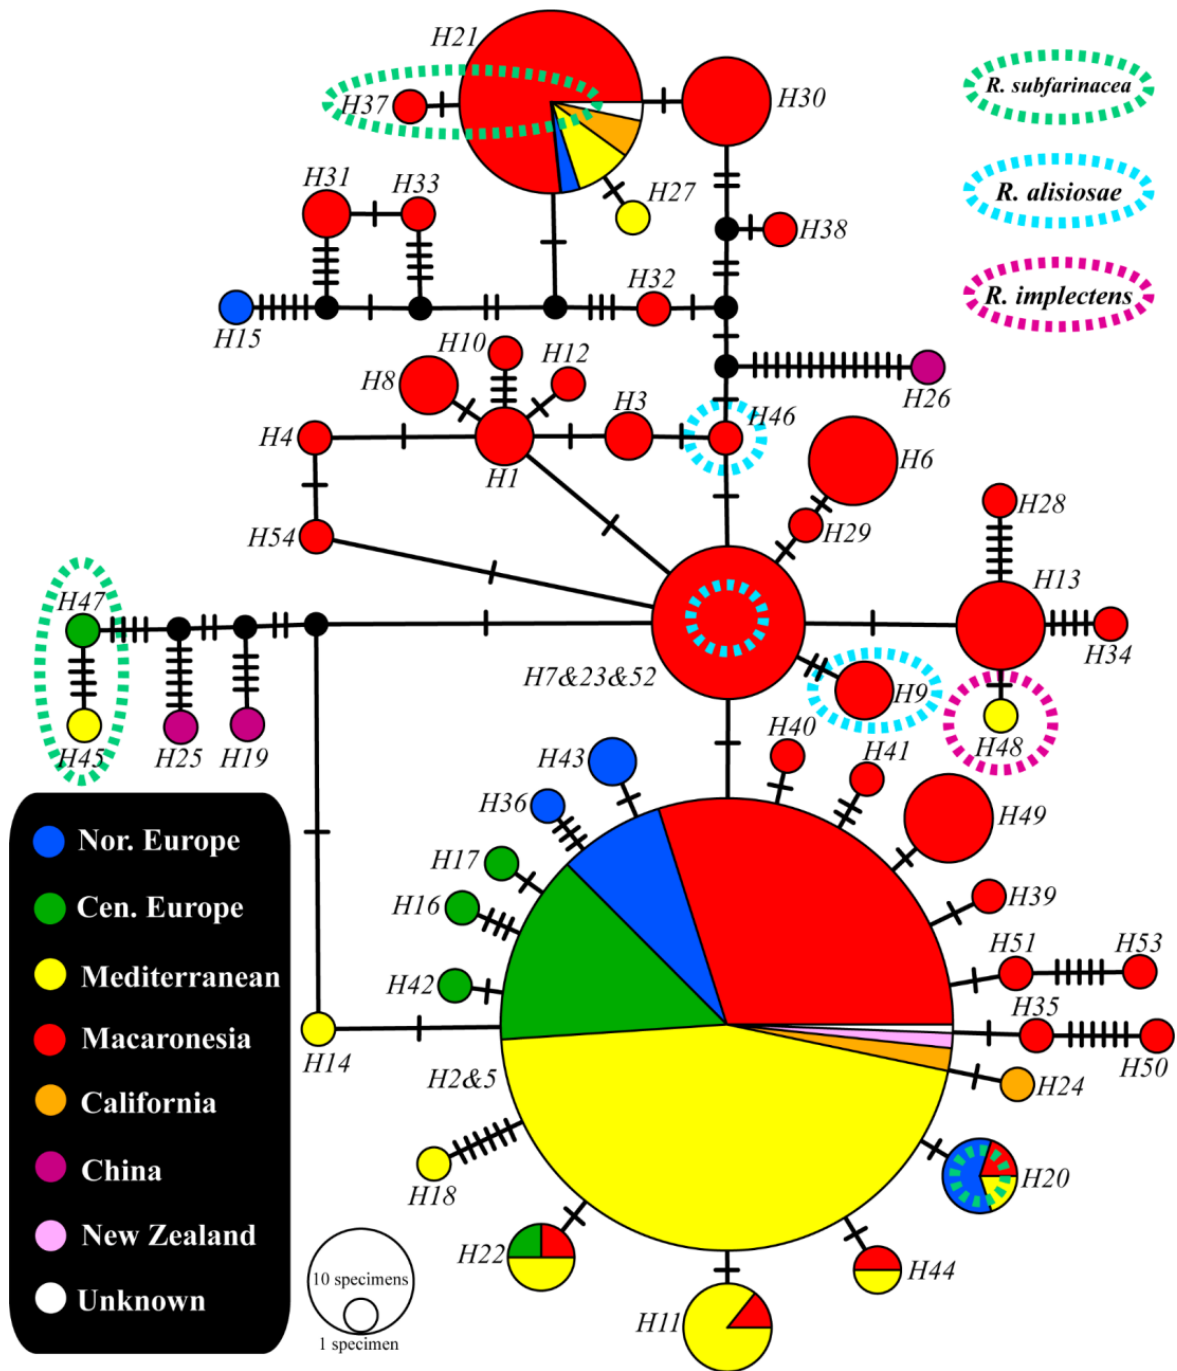 H21
R. subfarinacea
H37
H30
H31
H33
H27
R. alisiosae
H38
H32
R. implectens
H15
H10
H12
H8
H26
H3
H46
H4
H1
H6
H28
H29
H54
H13
H47
H34
H7&23&52
H9
H45
H25
H19
H48
H40
H43
H41
H36
H49
Nor. Europe
H17
Cen. Europe
H16
H39
H51
H53
Mediterranean
H42
H35
Macaronesia
H14
H50
H2&5
H24
California
China
H18
H20
New Zealand
H22
H44
10 specimens
Unknown
H11
1 specimen